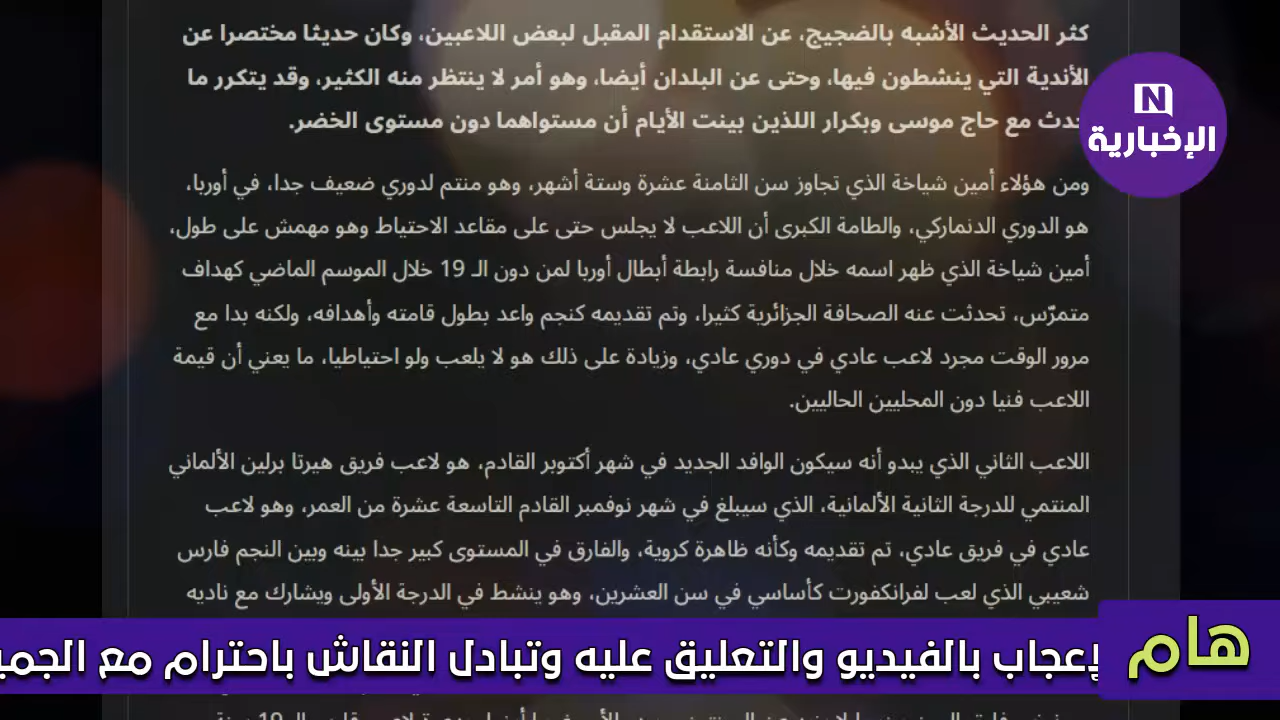 كثر الحديث الأشبه بالضجيج، عن الاستقدام المقبل لبعض اللاعبين، وكان حديثا مختصرا عن
الأندية التي ينشطون فيها، وحتى عن البلدان أيضا، وهو أمر لا ينتظر منه الكثير، وقد يتكرر ما
حدث مع حاج موسى وبكرار اللذين بينت الأيام أن مستواهما دون مستوى الخضر.
الإخبارية
ومن هؤلاء أمين شياخة الذي تجاوز سن الثامنة عشرة وستة أشهر، وهو منتم لدوري ضعيف جدا، في أوربا،
هو الدوري الدنماركي، والطامة الكبرى أن اللاعب لا يجلس حتى على مقاعد الاحتياط وهو مهمش على طول،
أمين شياخة الذي ظهر اسمه خلال منافسة رابطة أبطال أوربا لمن دون الـ 19 خلال الموسم الماضي كهداف
متمرّس، تحدثت عنه الصحافة الجزائرية كثيرا، وتم تقديمه كنجم واعد بطول قامته وأهدافه، ولكنه بدا مع
مرور الوقت مجرد لاعب عادي في دوري عادي، وزيادة على ذلك هو لا يلعب ولو احتياطيا، ما يعني أن قيمة
اللاعب فنيا دون المحليين الحاليين.
اللاعب الثاني الذي يبدو أنه سيكون الوافد الجديد في شهر أكتوبر القادم، هو لاعب فريق هيرتا برلين الألماني
المنتمي للدرجة الثانية الألمانية، الذي سيبلغ في شهر نوفمبر القادم التاسعة عشرة من العمر، وهو لاعب
عادي في فريق عادي، تم تقديمه وكأنه ظاهرة كروية، والفارق في المستوى كبير جدا بينه وبين النجم فارس
شعيبي الذي لعب لفرانكفورت كأساسي في سن العشرين، وهو ينشط في الدرجة الأولى ويشارك مع ناديه
هام
لإعجاب بالفيديو والتعليق عليه وتبادل النقاش باحترام مع الجمي